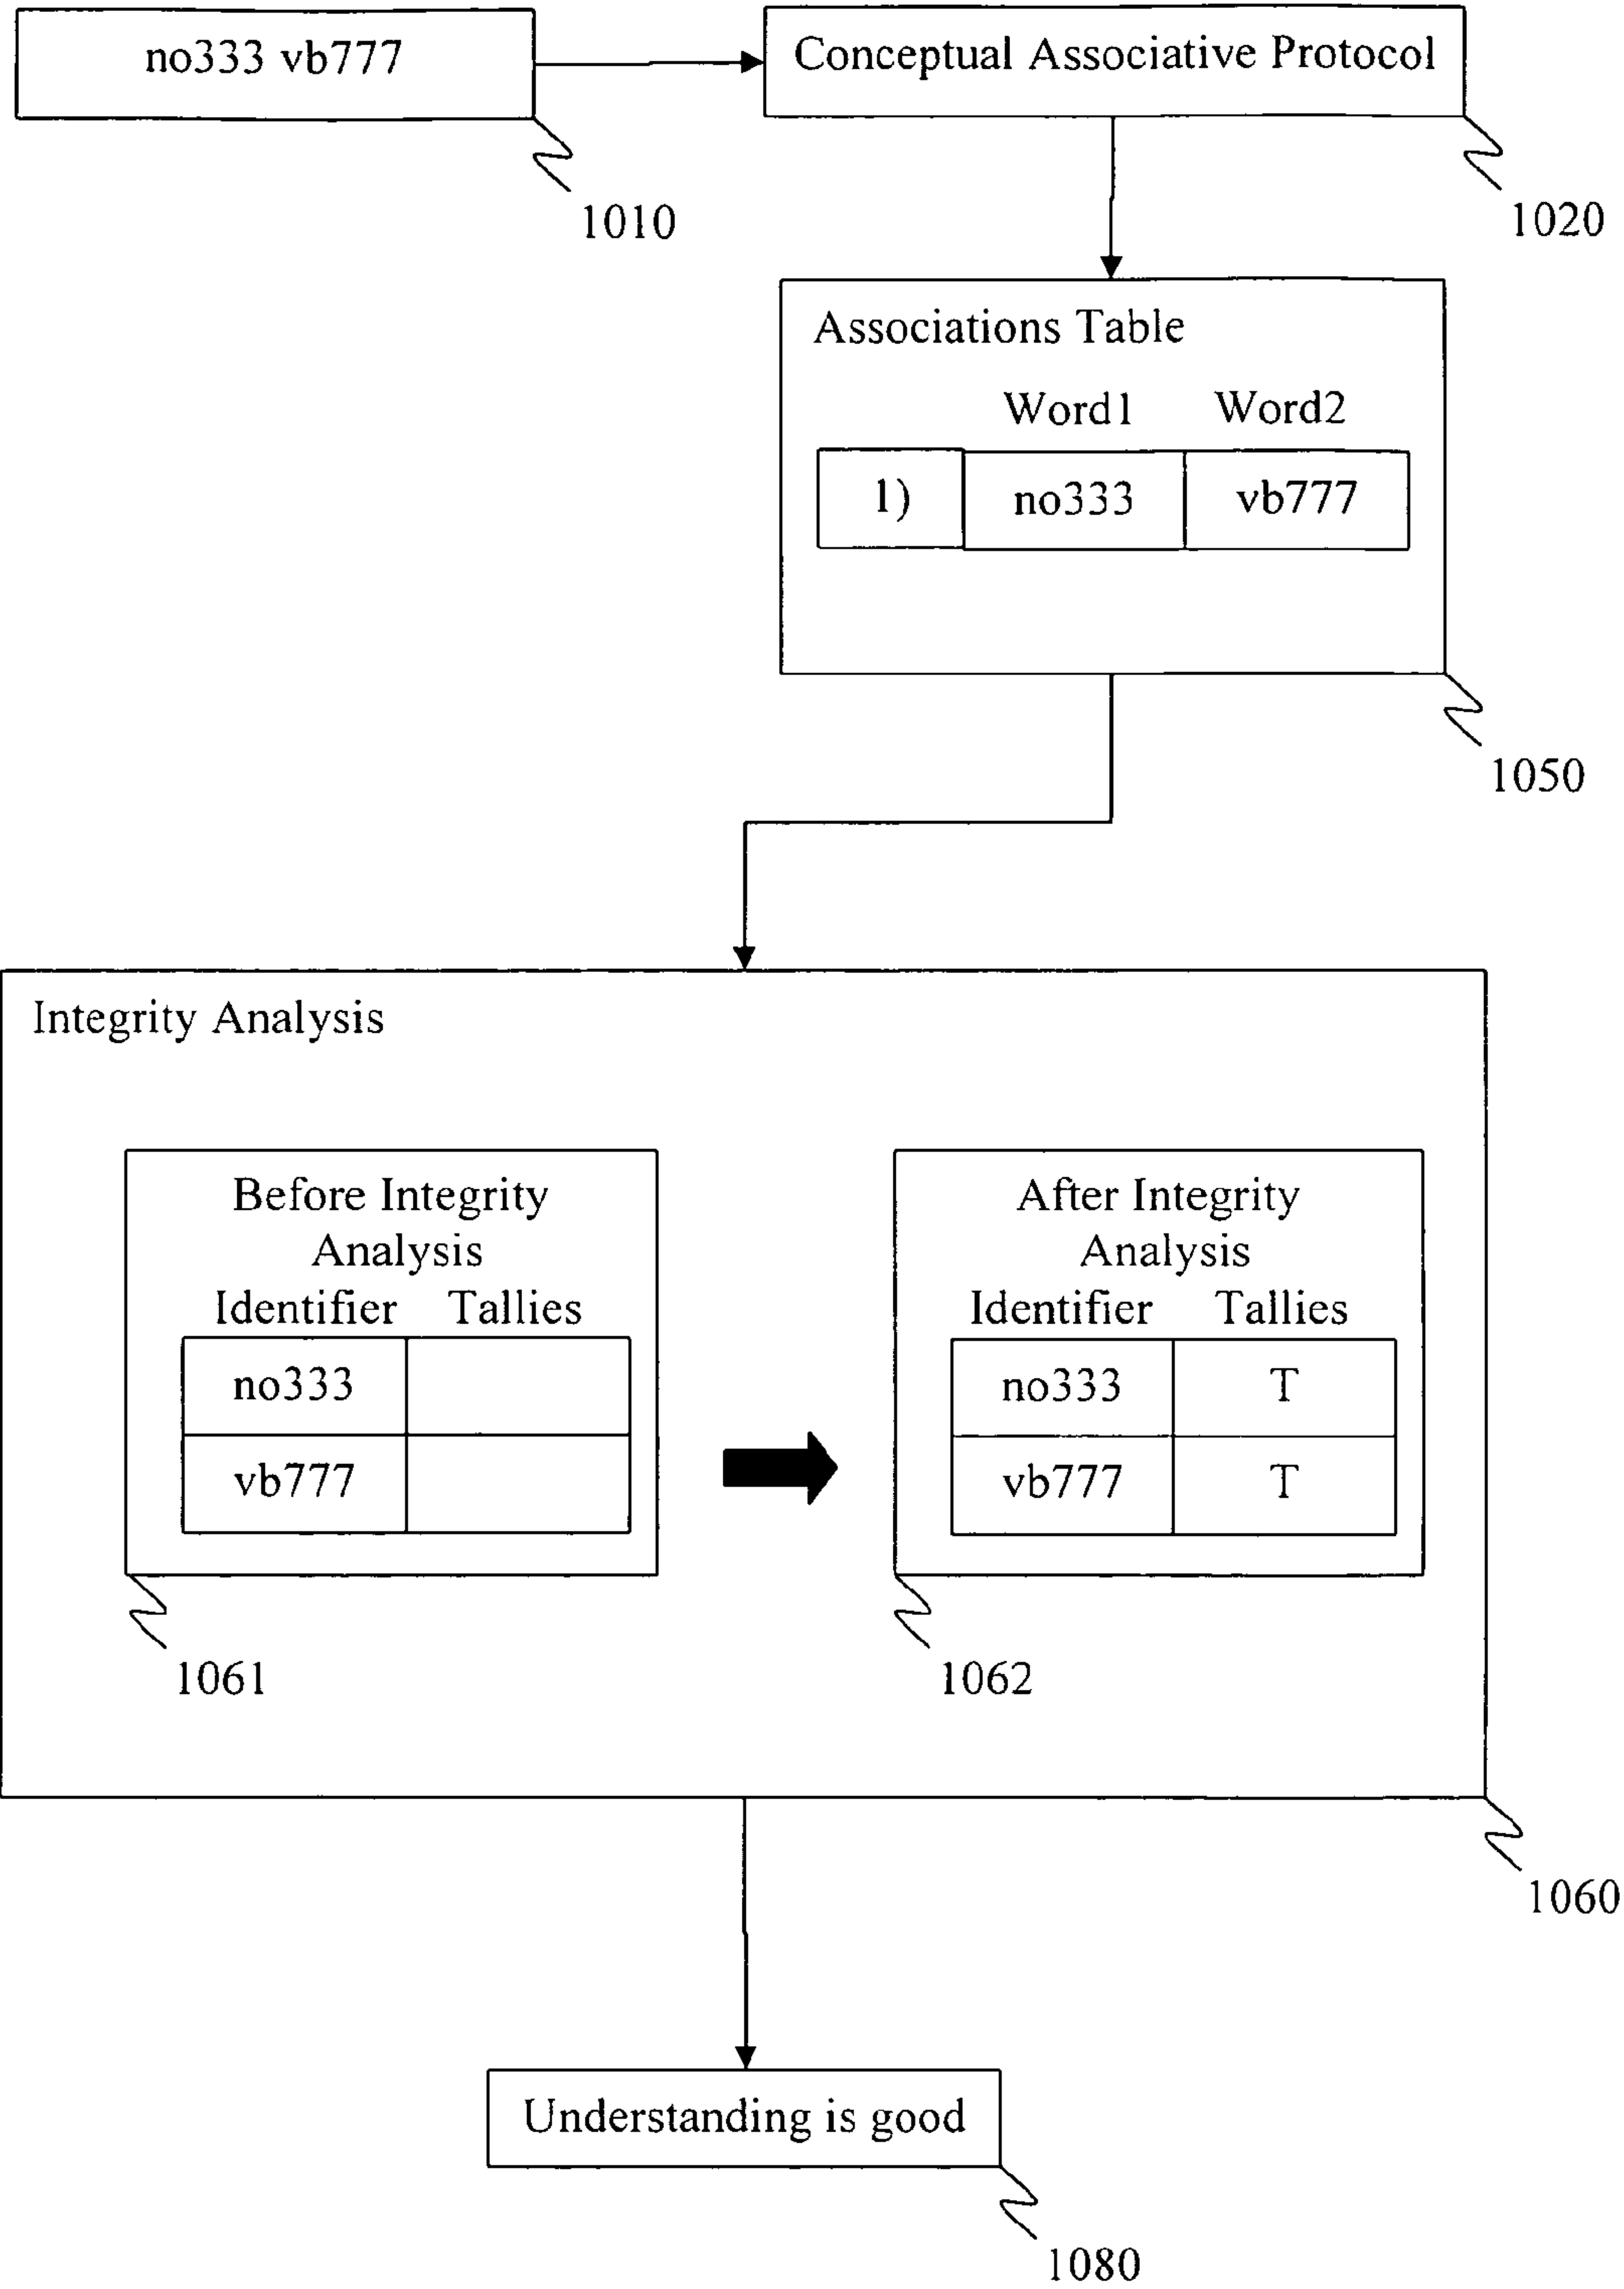 no333 vb777
Conceptual Associative Protocol
1010
1020
Associations Table
Word1 Word2
1) no333 vb777
1050
Integrity Analysis
Before Integrity
Analysis
Identifier Tallies
no333
vb777
1061
After Integrity
Analysis
Identifier Tallies
no333 T
vb777 T
1062
1060
Understanding is good
1080